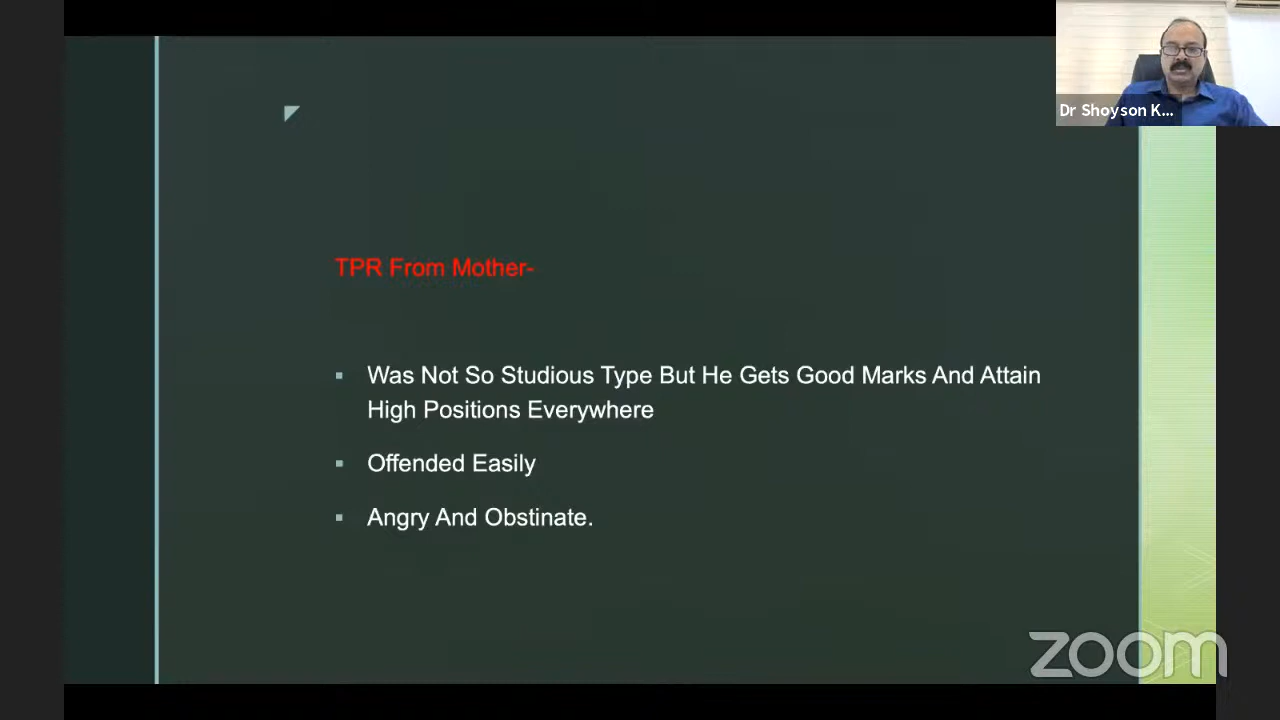 Dr Shoyson K...
TPR From Mother-
Was Not So Studious Type But He Gets Good Marks And Attain
High Positions Everywhere
Offended Easily
Angry And Obstinate.
zoom